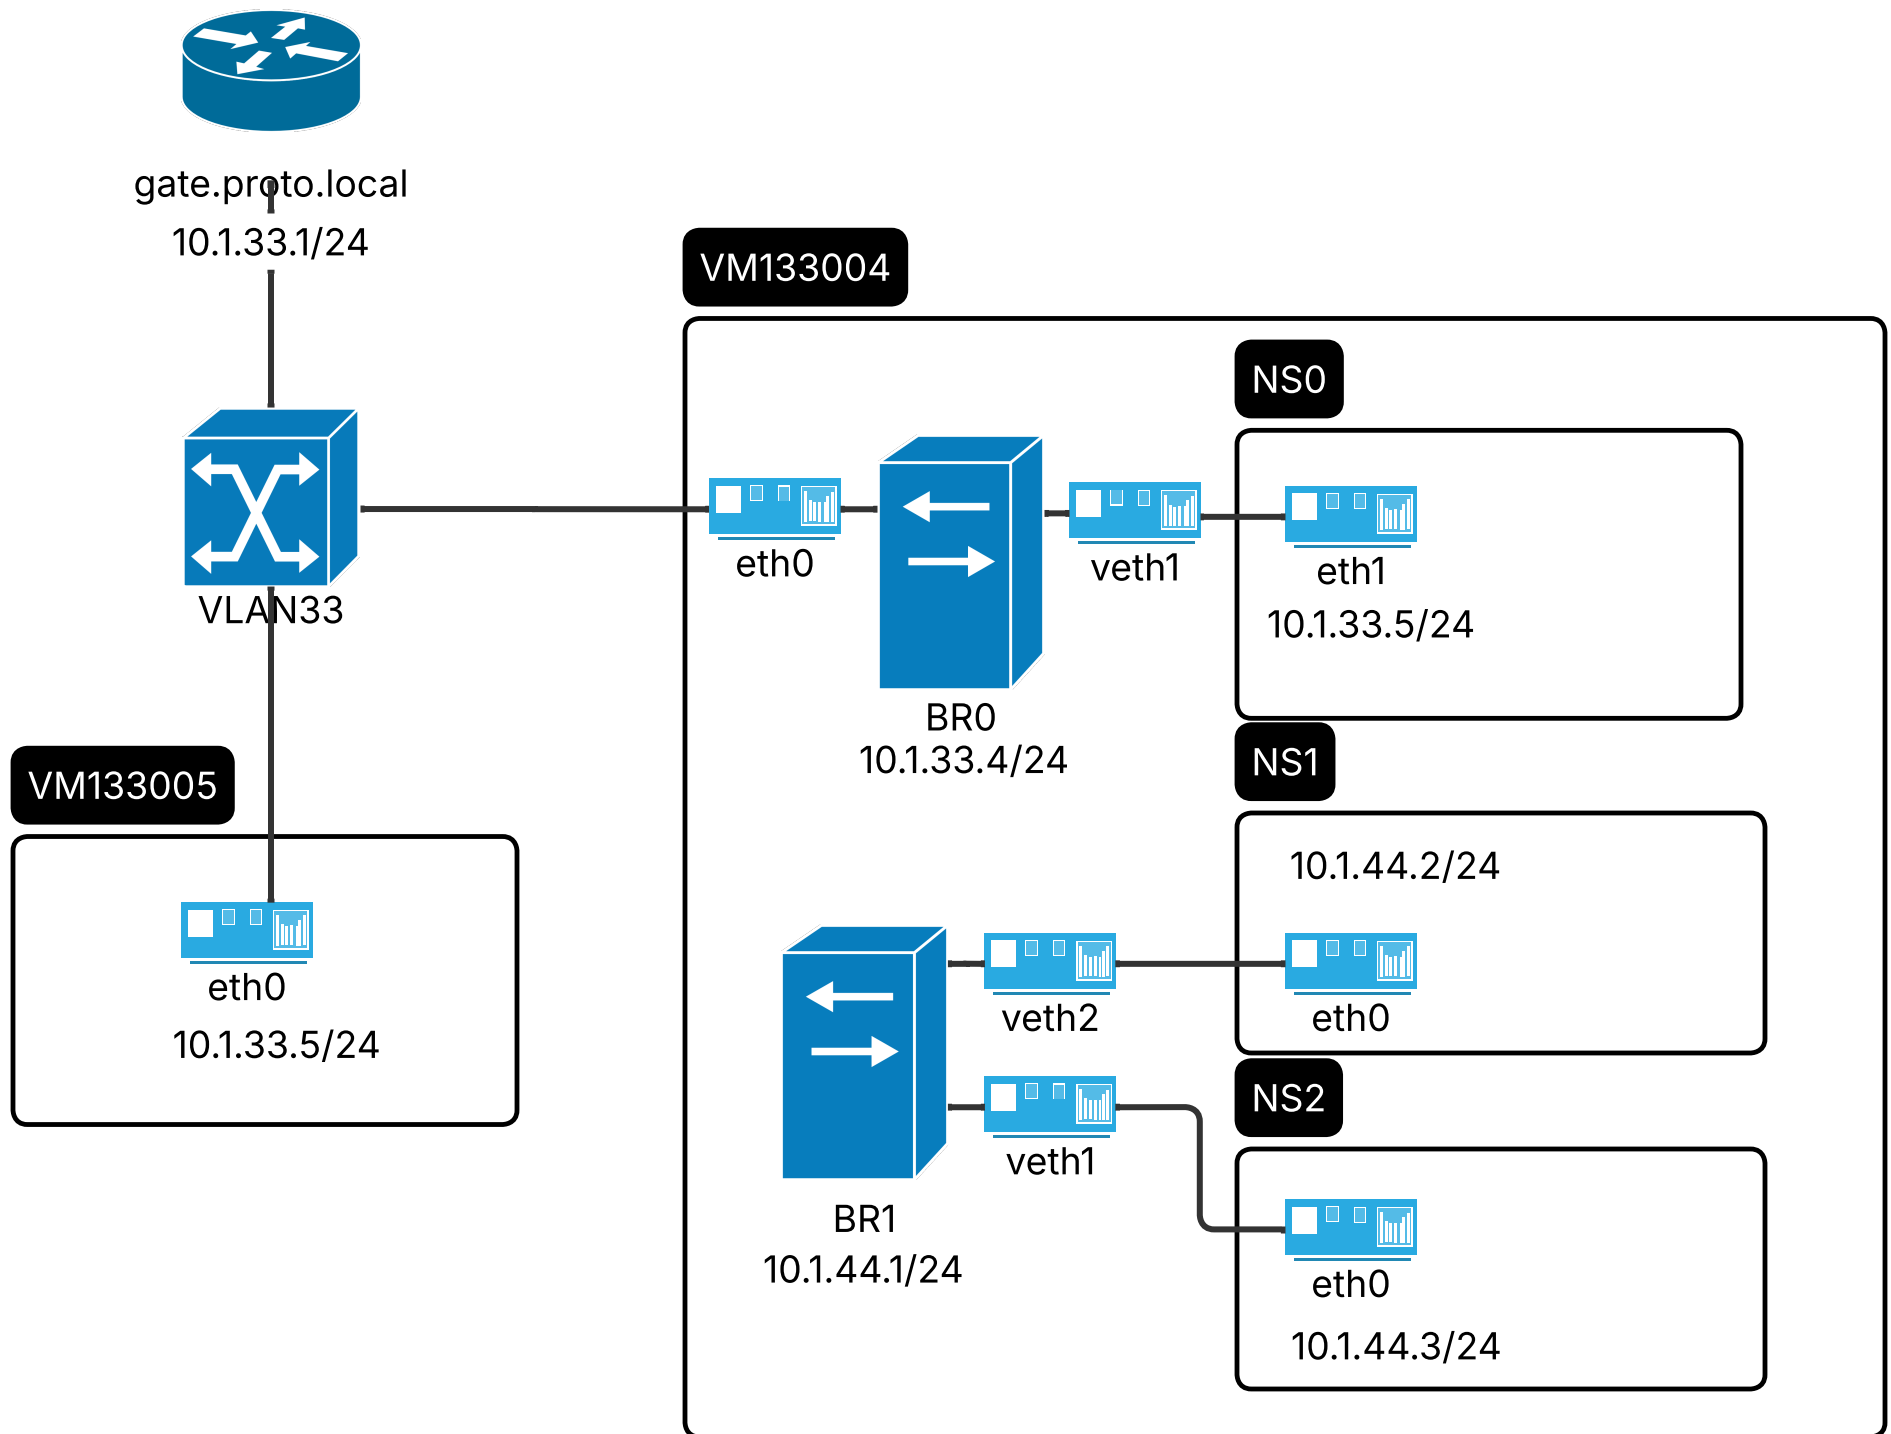 gate.proto.local
10.1.33.1/24
VM133004
NS0
eth0
veth1
eth1
10.1.33.5/24
VLAN33
BR0
10.1.33.4/24
NS1
VM133005
10.1.44.2/24
eth0
10.1.33.5/24
veth2
eth0
NS2
veth1
BR1
10.1.44.1/24
eth0
10.1.44.3/24